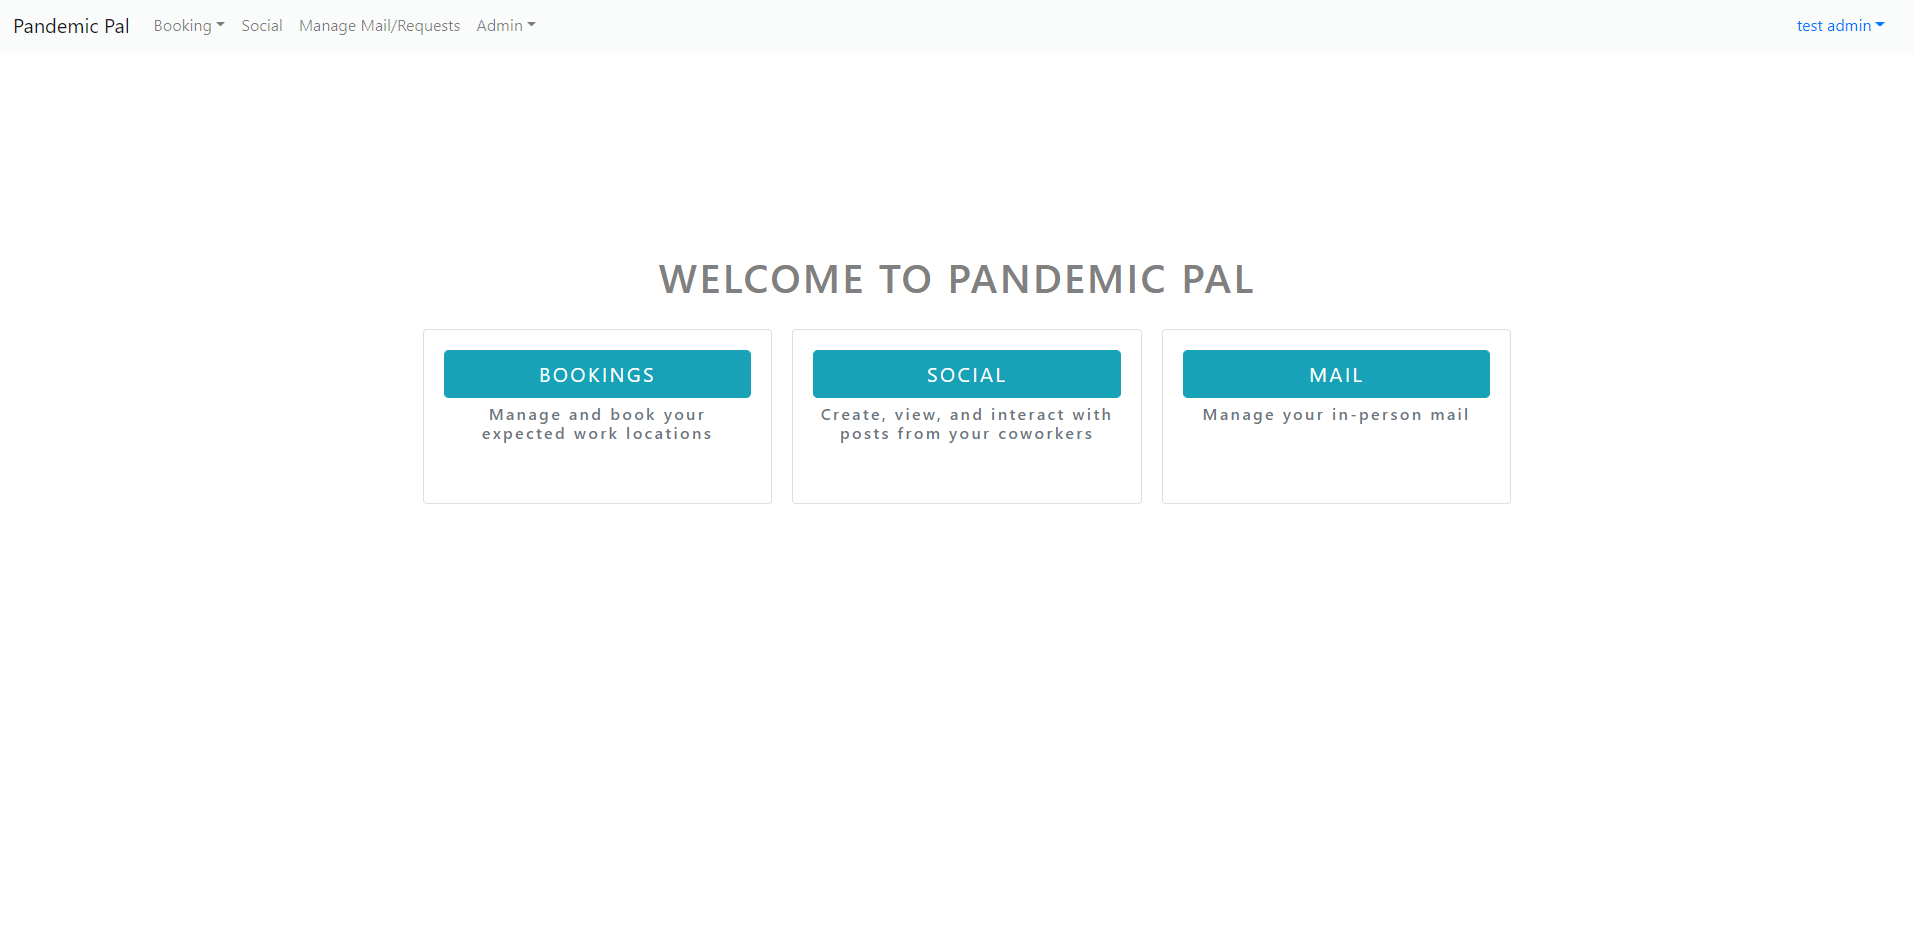 Pandemic Pal Booking Social Manage Mail/Requests Admin test admin
WELCOME TO PANDEMIC PAL
BOOKINGS
Manage and book your
expected work locations
SOCIAL
Create, view, and interact with
posts from your coworkers
MAIL
Manage your in-person mail